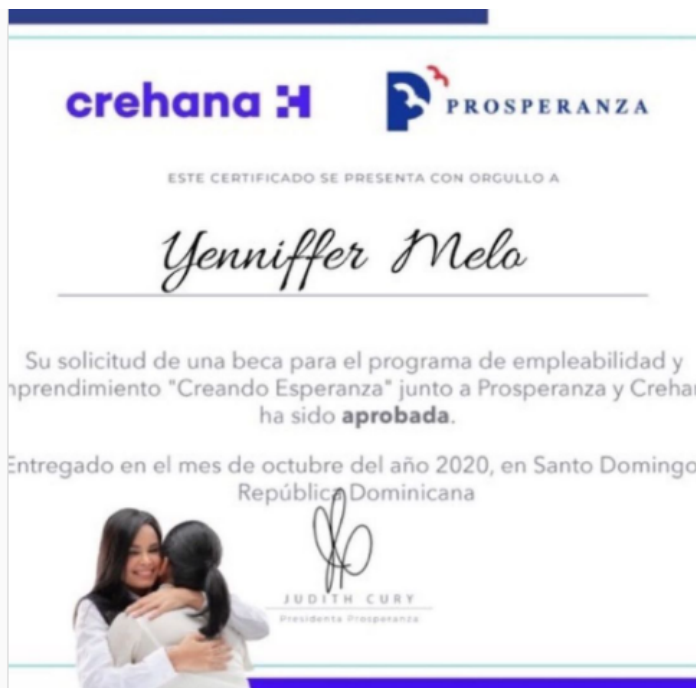 crehana
PROSPERANZA
ESTE CERTIFICADO SE PRESENTA CON ORGULLO A
Yenniffer Melo
Su solicitud de una beca para el programa de empleabilidad y
mprendimiento "Creando Esperanza" junto a Prosperanza y Crehan
ha sido aprobada.
Entregado en el mes de octubre del año 2020, en Santo Domingo
República Dominicana
JUDITH CURY
Presidenta Prosperanza